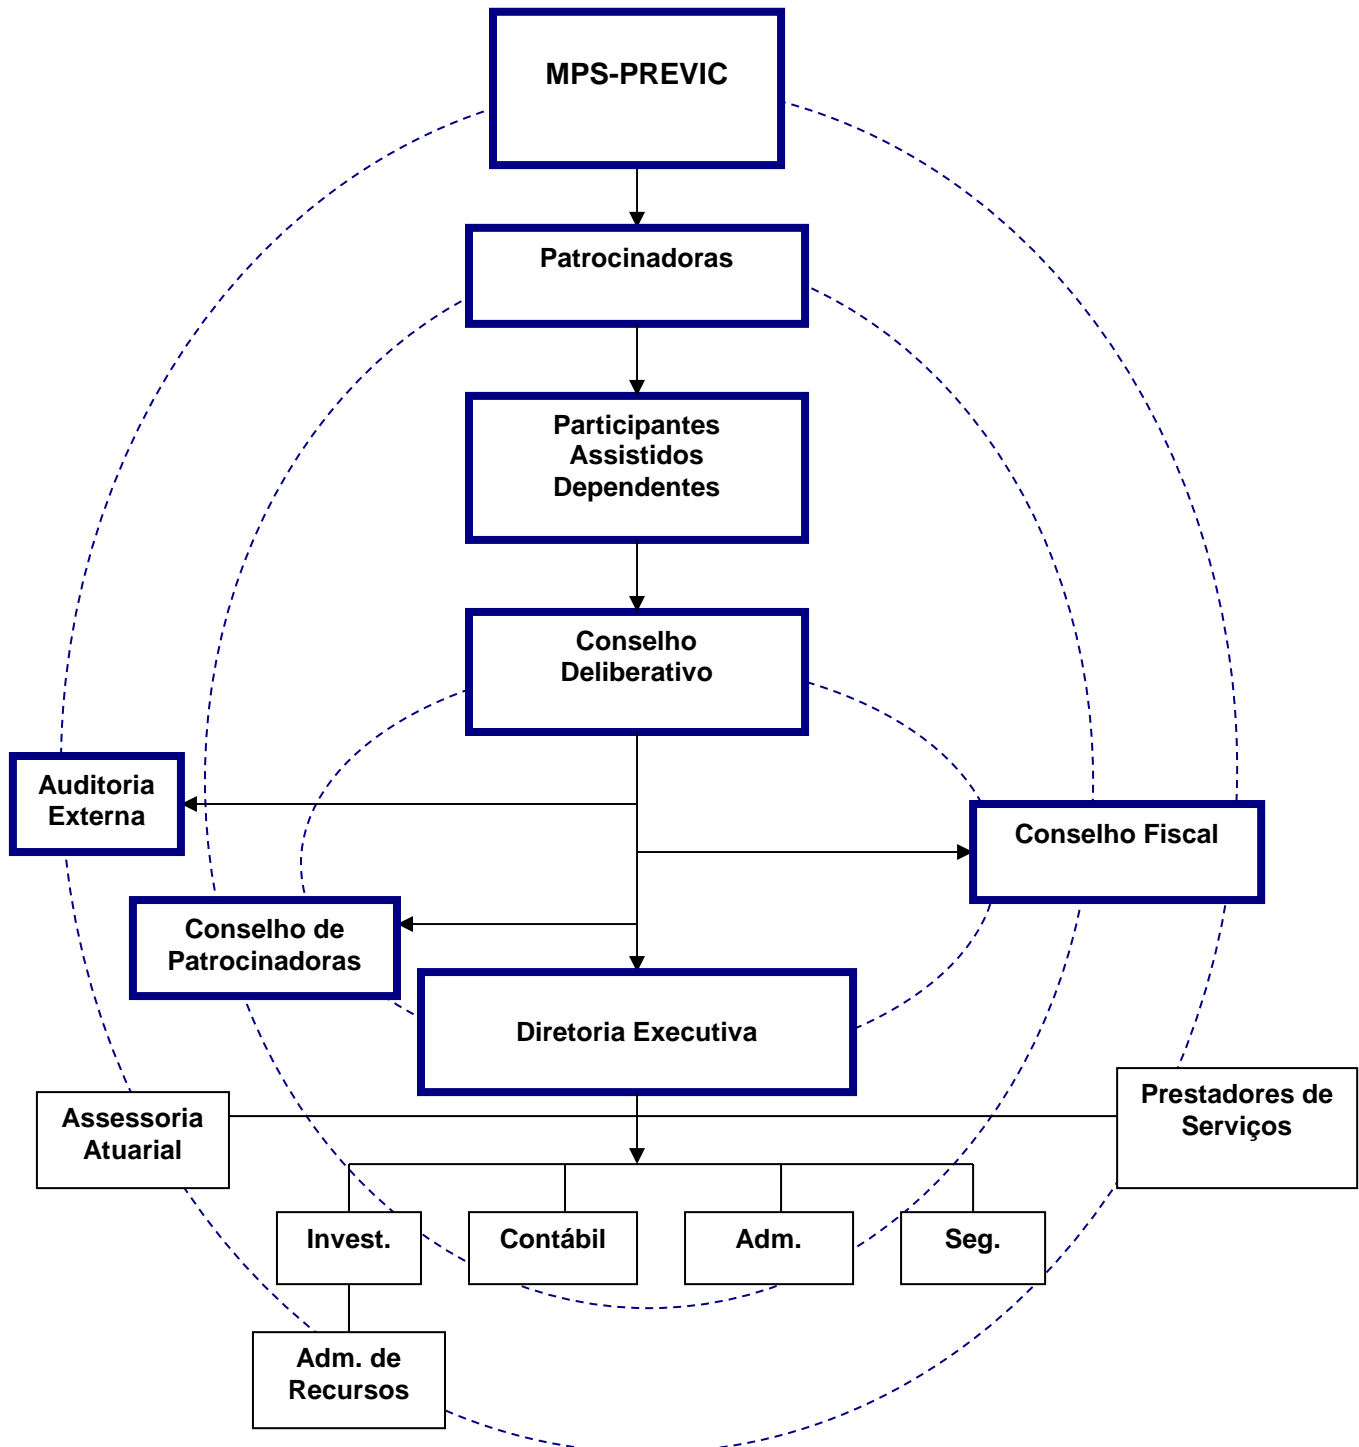 MPS-PREVIC
Patrocinadoras
Participantes
Assistidos
Dependentes
Conselho
Deliberativo
Auditoria
Externa
Conselho Fiscal
Conselho de
Patrocinadoras
Diretoria Executiva
Assessoria
Atuarial
Prestadores de
Serviços
Invest.
Contábil
Adm.
Seg.
Adm. de
Recursos